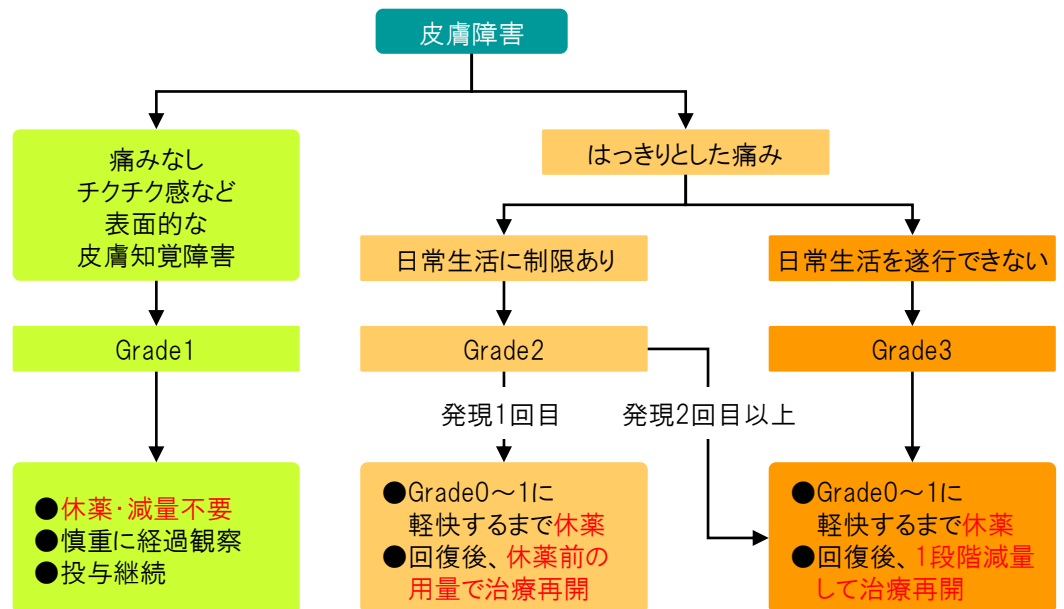 皮膚障害
痛みなし
チクチク感など
表面的な
皮膚知覚障害
はっきりとした痛み
日常生活に制限あり
日常生活を遂行できない
Grade1
Grade2
Grade3
発現1回目
発現2回目以上
●休薬・減量不要
●慎重に経過観察
●投与継続
●Grade0～1に
軽快するまで休薬
●回復後、休薬前の
用量で治療再開
●Grade0～1に
軽快するまで休薬
●回復後、1段階減量
して治療再開